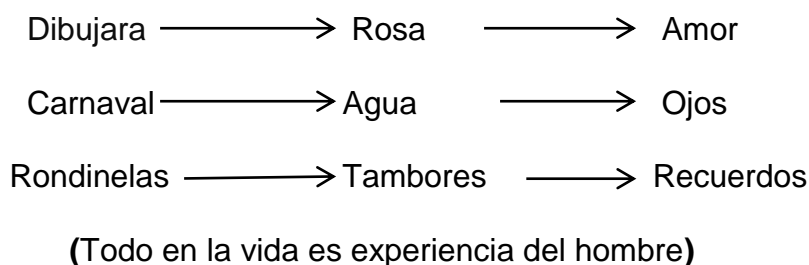 Dibujara → Rosa → Amor
Carnaval → Agua → Ojos
Rondinelas → Tambores → Recuerdos
(Todo en la vida es experiencia del hombre)